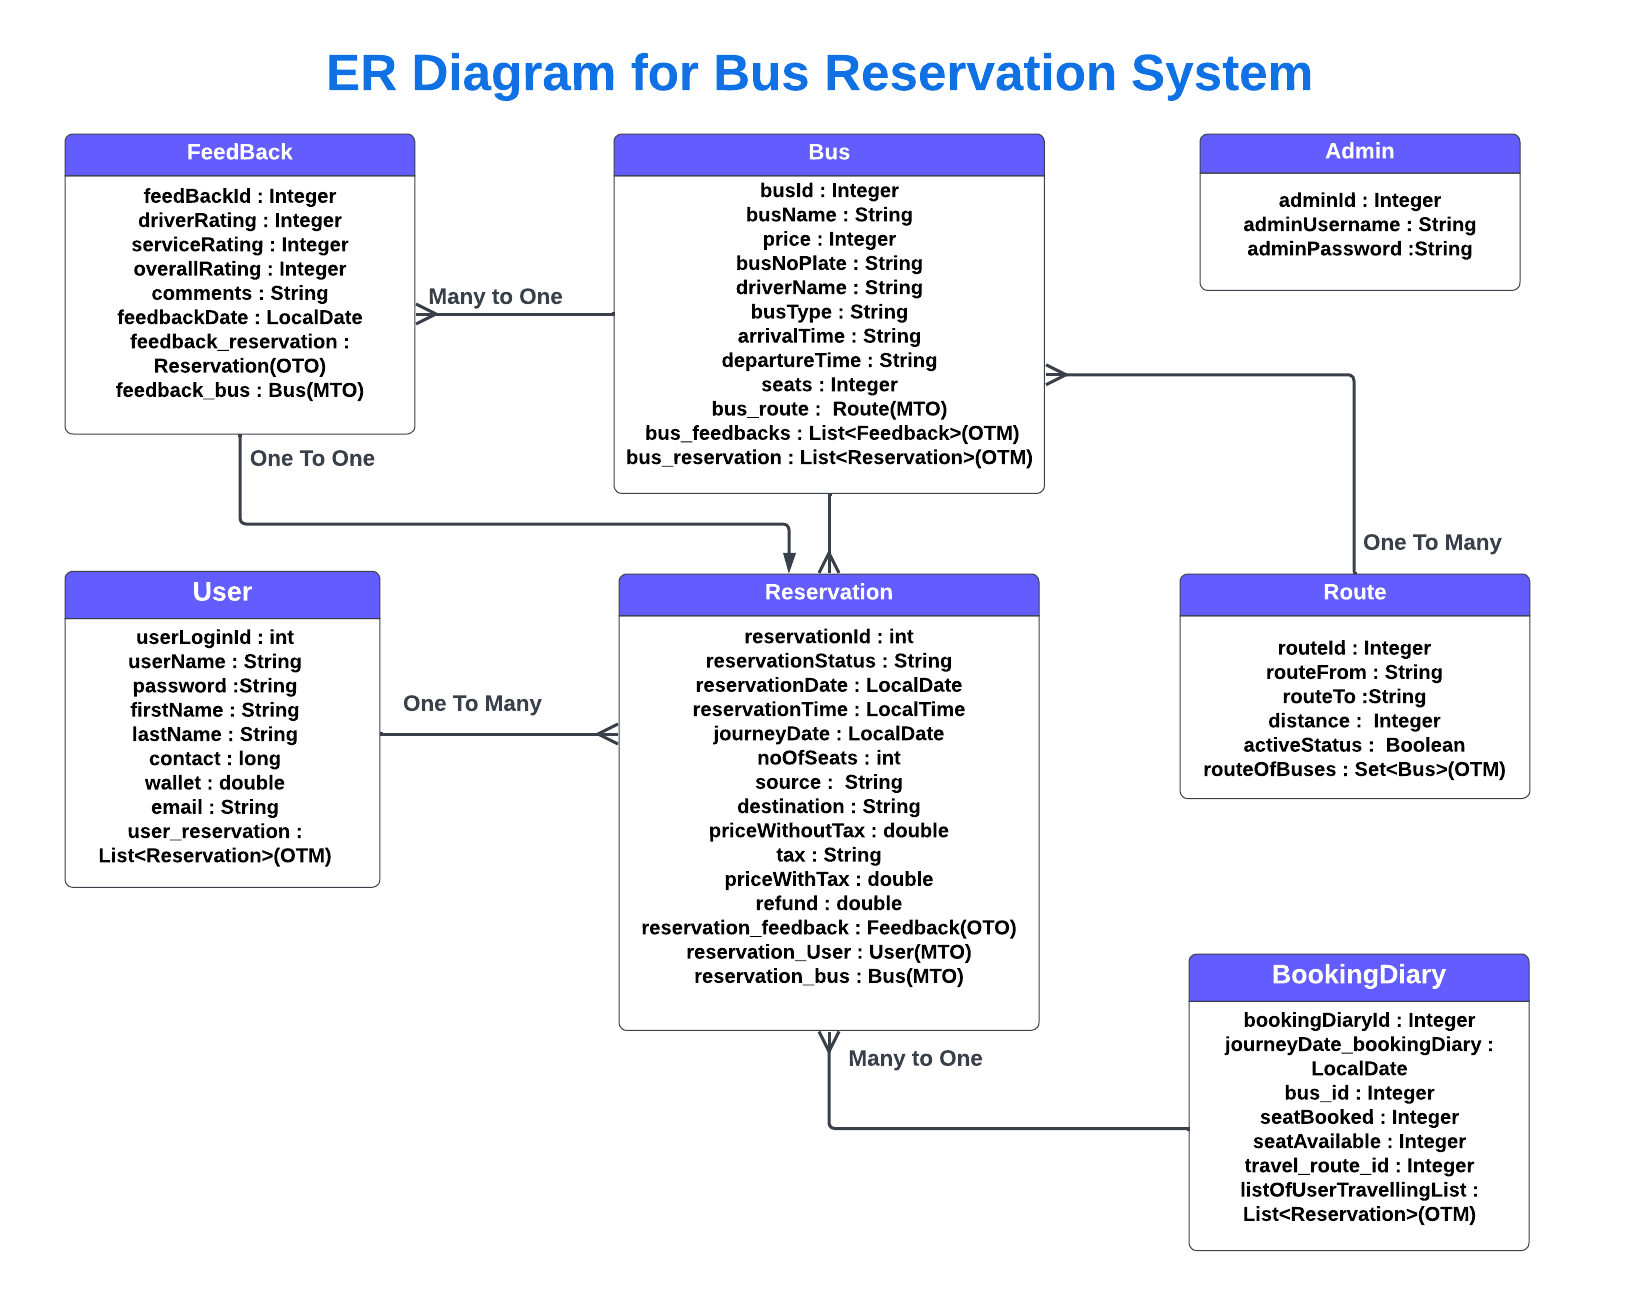 ER Diagram for Bus Reservation System
FeedBack
feedBackId : Integer
driverRating : Integer
serviceRating : Integer
overallRating : Integer
comments : String
feedbackDate : LocalDate
feedback_reservation :
Reservation(OTO)
feedback_bus : Bus(MTO)
Many to One
Bus
busId : Integer
busName : String
price : Integer
busNoPlate : String
driverName : String
busType : String
arrivalTime : String
departureTime : String
seats : Integer
bus_route :  Route(MTO)
bus_feedbacks : List<Feedback>(OTM)
bus_reservation : List<Reservation>(OTM)
Admin
adminId : Integer
adminUsername : String
adminPassword :String
One To One
One To Many
User
userLoginId : int
userName : String
password :String
firstName : String
lastName : String
contact : long
wallet : double
email : String
user_reservation :
List<Reservation>(OTM)
One To Many
Reservation
reservationId : int
reservationStatus : String
reservationDate : LocalDate
reservationTime : LocalTime
journeyDate : LocalDate
noOfSeats : int
source :  String
destination : String
priceWithoutTax : double
tax : String
priceWithTax : double
refund : double
reservation_feedback : Feedback(OTO)
reservation_User : User(MTO)
reservation_bus : Bus(MTO)
Route
routeId : Integer
routeFrom : String
routeTo :String
distance :  Integer
activeStatus :  Boolean
routeOfBuses : Set<Bus>(OTM)
Many to One
BookingDiary
bookingDiaryId : Integer
journeyDate_bookingDiary :
LocalDate
bus_id : Integer
seatBooked : Integer
seatAvailable : Integer
travel_route_id : Integer
listOfUserTravellingList :
List<Reservation>(OTM)